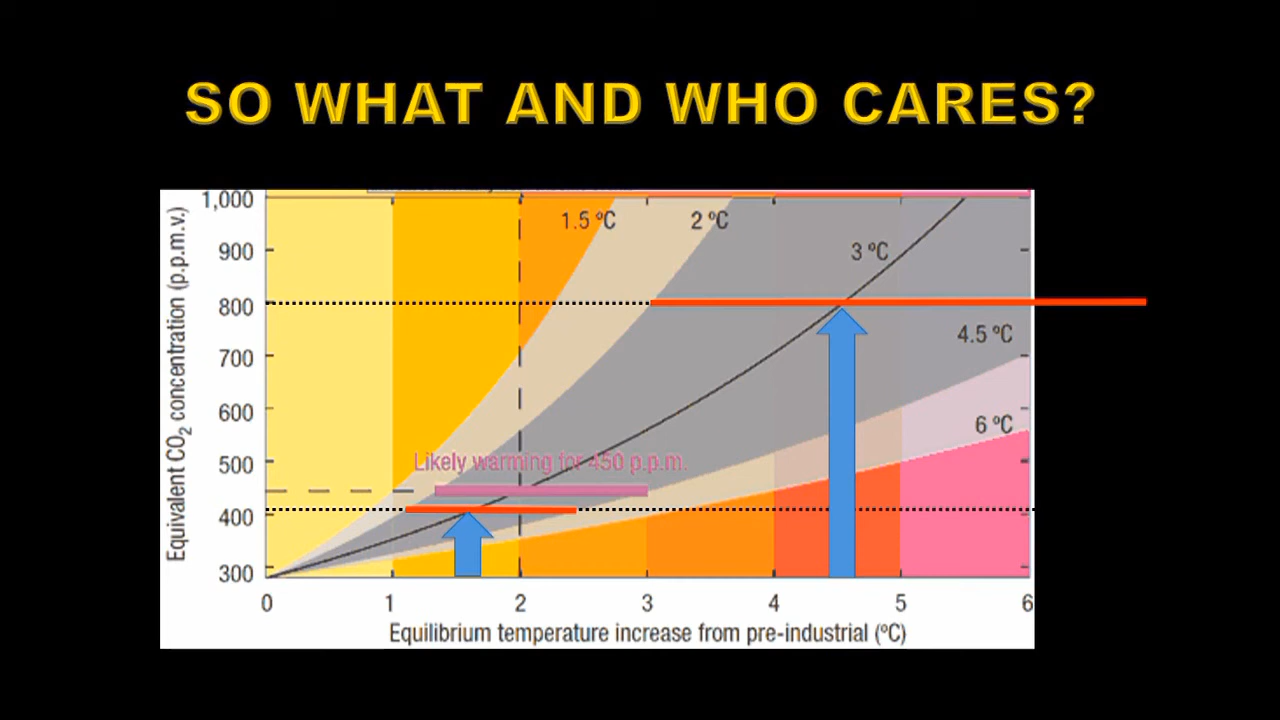 SO WHAT AND WHO CARES?
1,000
900
800
700
600
500
400
300
Equivalent CO2 concentration (p.p.m.v.)
1.5 ºC
2 ºC
3 ºC
4.5 ºC
6 ºC
Likely warming for 450 p.p.m.
0 1 2 3 4 5 6
Equilibrium temperature increase from pre-industrial (ºC)